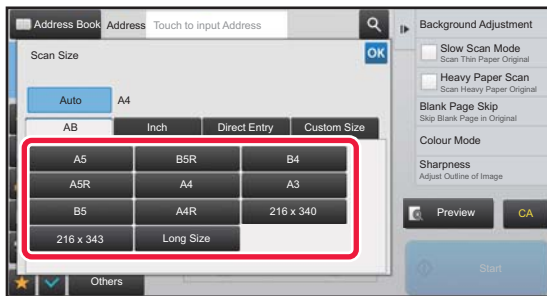 Address Book Address Touch to input Address
Scan Size
OK
Auto A4
AB Inch Direct Entry Custom Size
A5 B5R B4
A5R A4 A3
B5 A4R 216 x 340
216 x 343 Long Size
Others
Background Adjustment
Slow Scan Mode
Scan Thin Paper Original
Heavy Paper Scan
Scan Heavy Paper Original
Blank Page Skip
Skip Blank Page in Original
Colour Mode
Sharpness
Adjust Outline of Image
Preview CA
Start